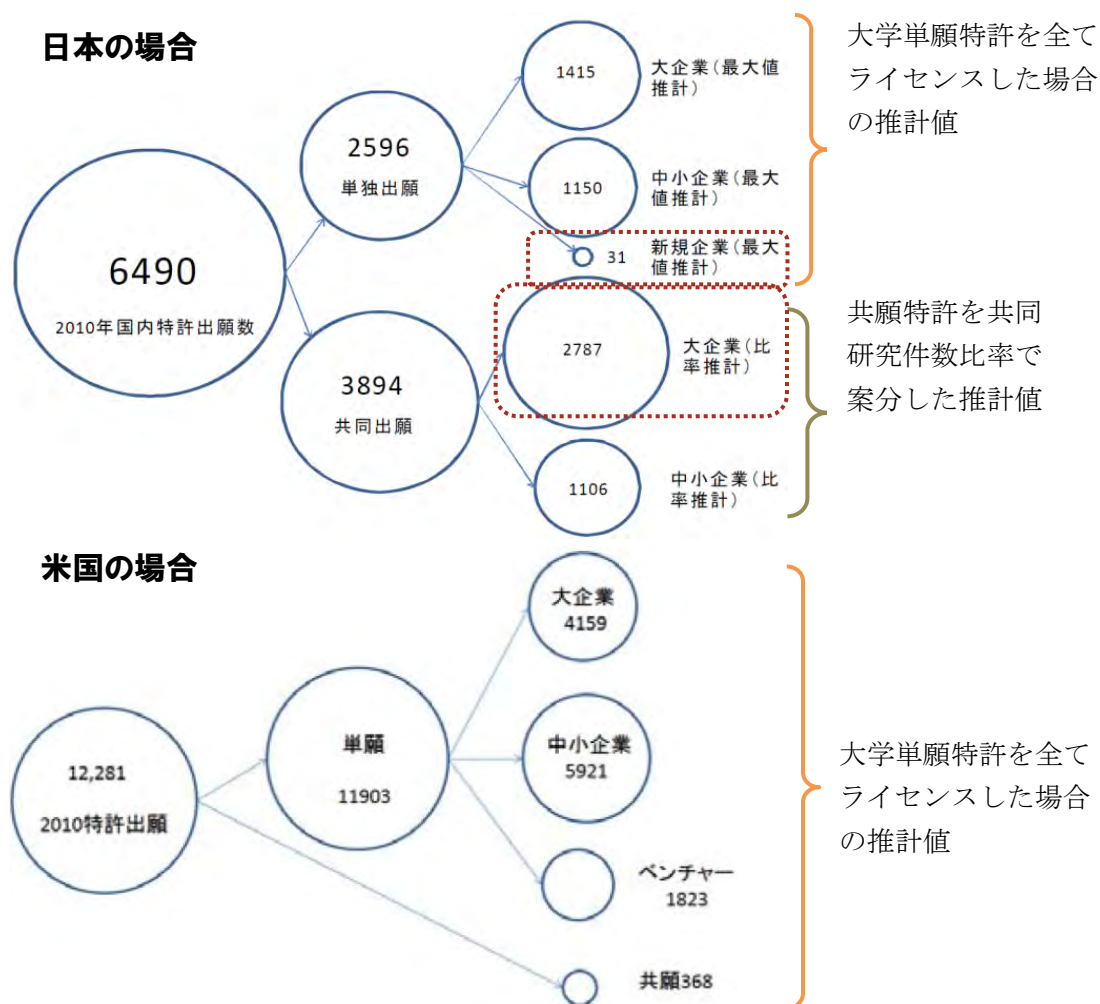 日本の場合
6490
2010年国内特許出願数
2596
単独出願
3894
共同出願
1415
大企業(最大値
推計)
1150
中小企業(最大
値推計)
31
新規企業(最大
値推計)
2787
大企業(比
率推計)
1106
中小企業(比
率推計)
大学単願特許を全て
ライセンスした場合
の推計値
共願特許を共同
研究件数比率で
案分した推計値
米国の場合
12,281
2010特許出願
単願
11903
大企業
4159
中小企業
5921
ベンチャー
1823
共願368
大学単願特許を全て
ライセンスした場合
の推計値